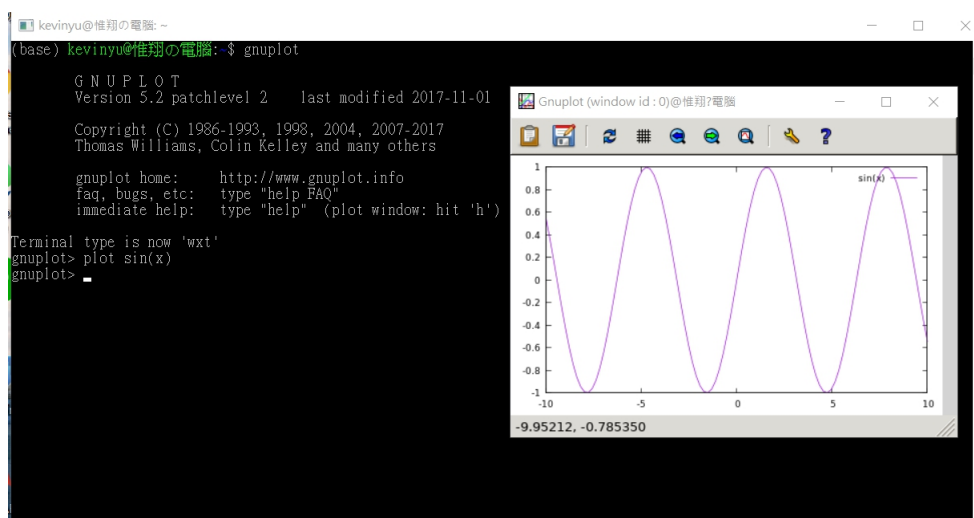 kevinyu@惟翔の電腦: ~
(base) kevinyu@惟翔の電腦:~$ gnuplot
G N U P L O T
Version 5.2 patchlevel 2    last modified 2017-11-01
Copyright (C) 1986-1993, 1998, 2004, 2007-2017
Thomas Williams, Colin Kelley and many others
gnuplot home:     http://www.gnuplot.info
faq, bugs, etc:   type "help FAQ"
immediate help:   type "help"  (plot window: hit 'h')
Terminal type is now 'wxt'
gnuplot> plot sin(x)
gnuplot>
Gnuplot (window id : 0)@惟翔?電腦
sin(x)
1
0.8
0.6
0.4
0.2
0
-0.2
-0.4
-0.6
-0.8
-1
-10 -5 0 5 10
-9.95212, -0.785350